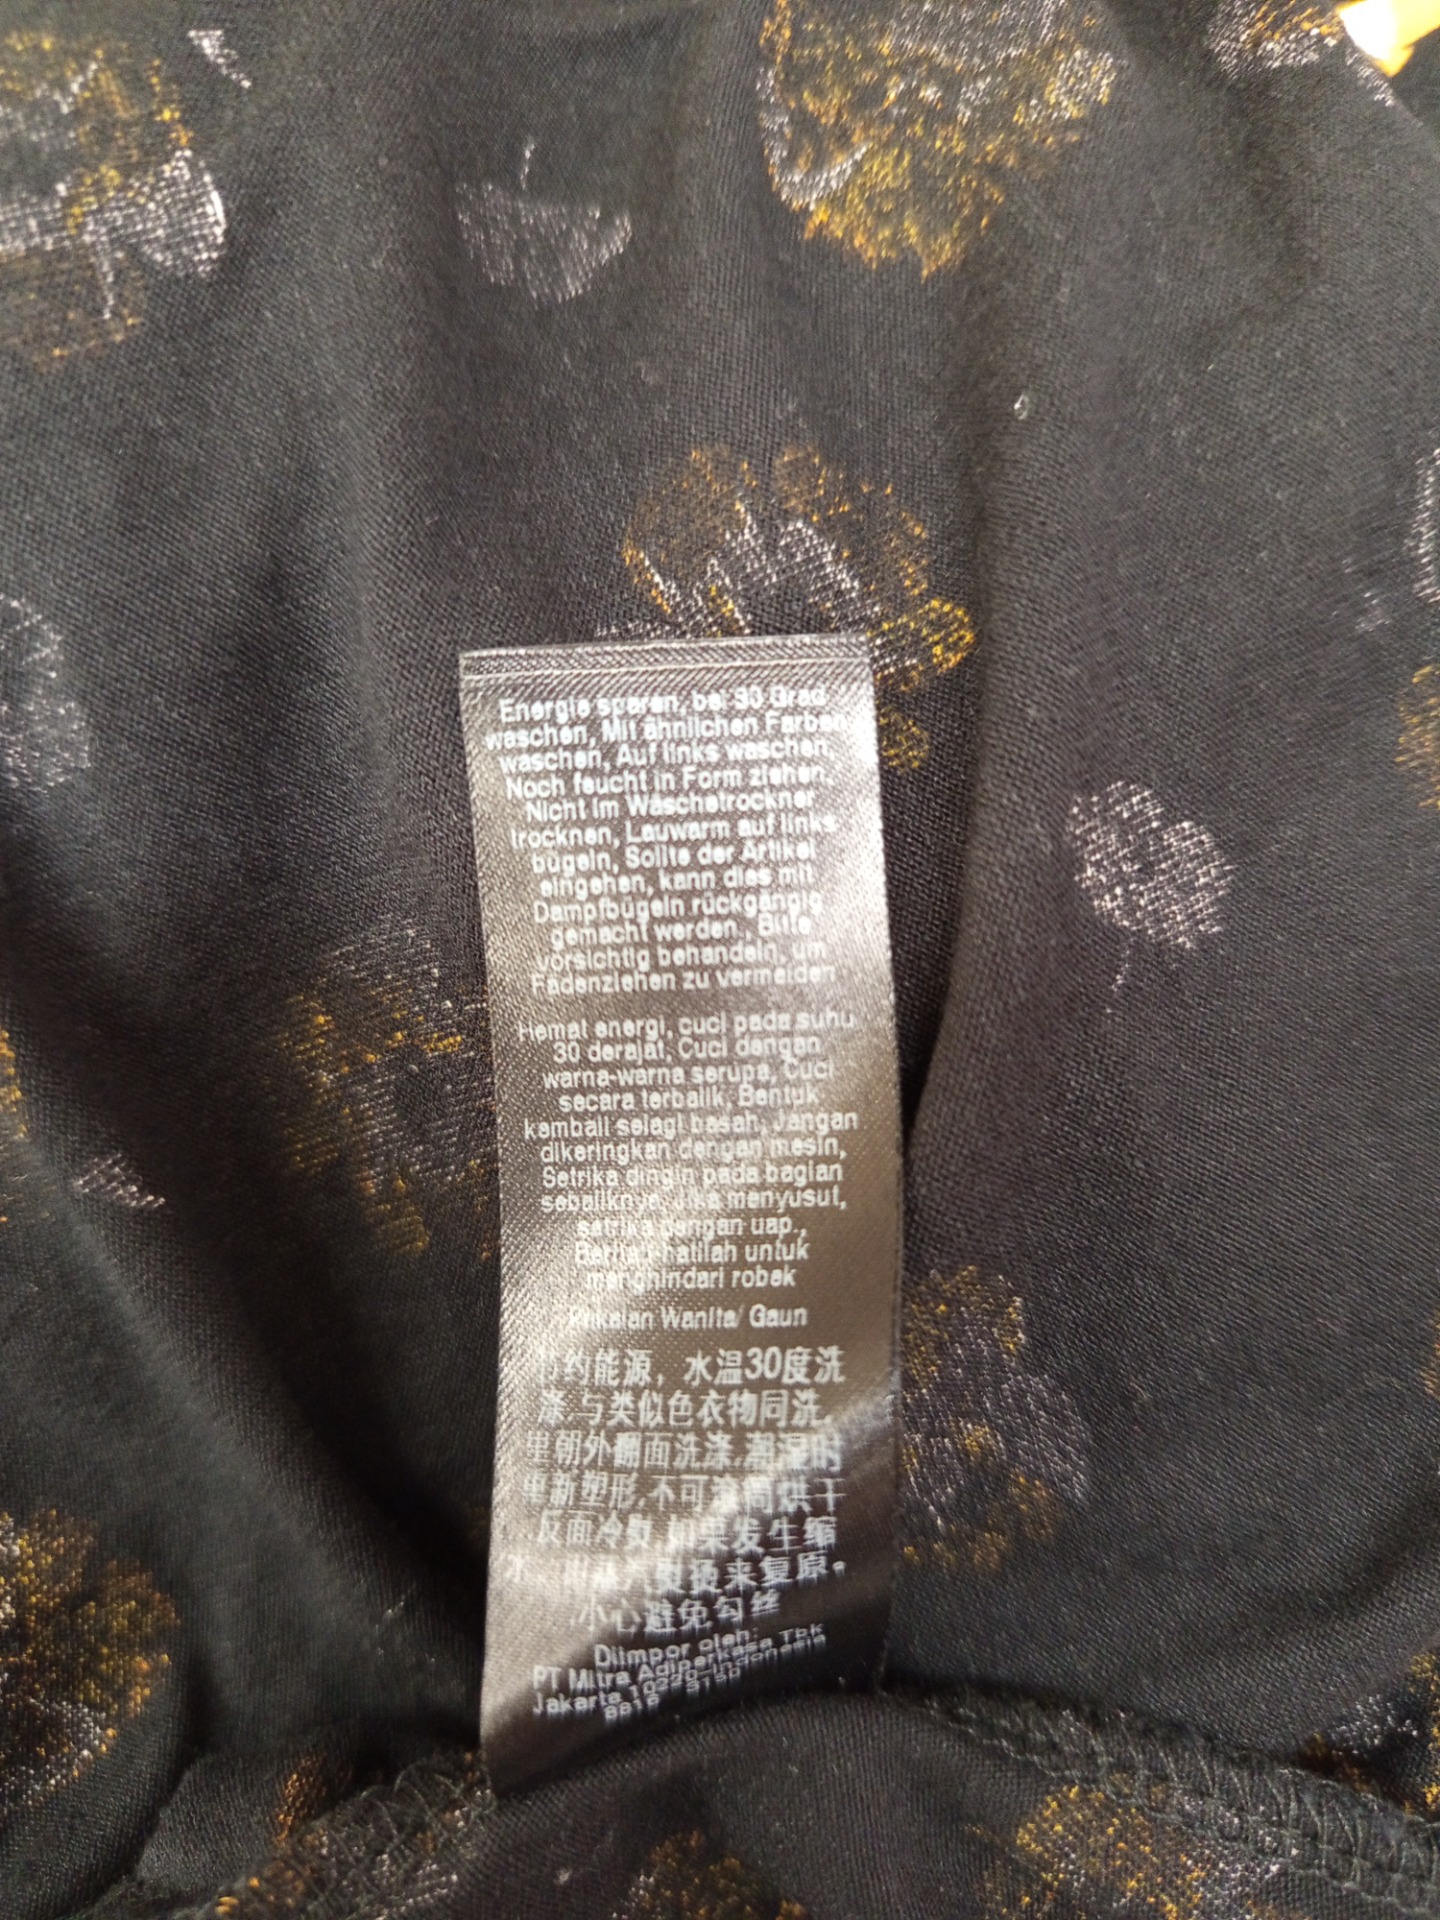 Energie sparen, bei 30 Grad
waschen, Mit ähnlichen Farben
waschen, Auf links waschen,
Noch feucht in Form ziehen,
Nicht im Wäschetrockner
trocknen, Lauwarm auf links
bügeln, Sollte der Artikel
eingehen, kann dies mit
Dampfbügeln rückgängig
gemacht werden., Bitte
vorsichtig behandeln, um
Fadenziehen zu vermeiden
Hemat energi, cuci pada suhu
30 derajat, Cuci dengan
warna-warna serupa, Cuci
secara terbalik, Bentuk
kembali selagi basah, Jangan
dikeringkan dengan mesin,
Setrika dingin pada bagian
sebaliknya, Jika menyusut,
setrika dengan uap.,
Berhati-hatilah untuk
menghindari robek
Pakaian Wanita/ Gaun
约能源, 水温30度洗
涤,与类似色衣物同洗,
里朝外翻面洗涤,潮湿时
重新塑形,不可滚筒烘干
反面冷熨,如果发生缩
熨烫来复原。
小心避免勾丝
Diimpor oleh:
PT Mitra Adiperkasa Tbk
Jakarta 10220-Indonesia